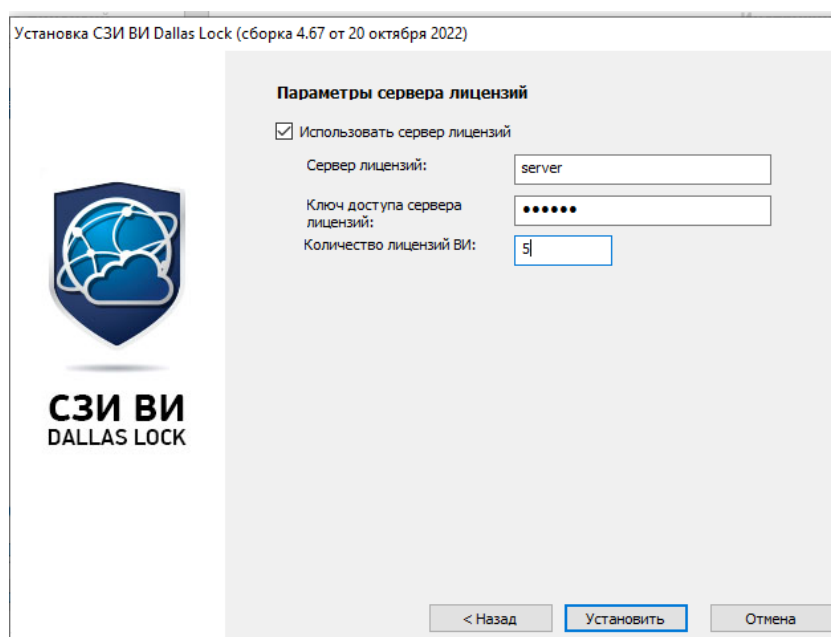 Установка СЗИ ВИ Dallas Lock (сборка 4.67 от 20 октября 2022)
Параметры сервера лицензий
Использовать сервер лицензий
Сервер лицензий:
server
Ключ доступа сервера
лицензий:
••••••
Количество лицензий ВИ:
5
СЗИ ВИ
DALLAS LOCK
< Назад
Установить
Отмена